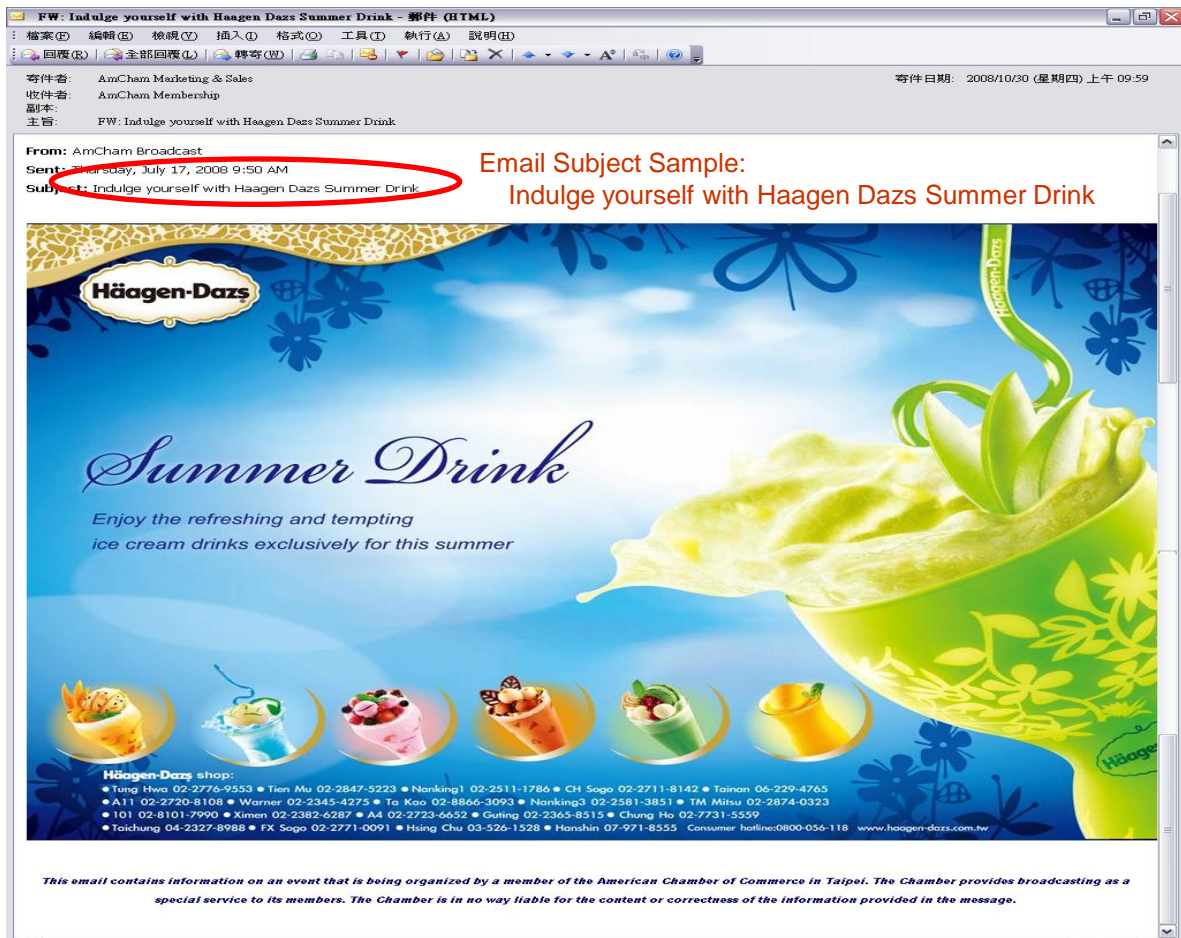 FW: Indulge yourself with Haagen Dazs Summer Drink - 郵件 (HTML)
檔案(F) 編輯(E) 檢視(V) 插入(I) 格式(O) 工具(T) 執行(A) 說明(H)
回覆(R) 全部回覆(L) 轉寄(W)
寄件者: AmCham Marketing & Sales 寄件日期: 2008/10/30 (星期四) 上午 09:59
收件者: AmCham Membership
副本:
主旨: FW: Indulge yourself with Haagen Dazs Summer Drink
From: AmCham Broadcast
Sent: Thursday, July 17, 2008 9:50 AM
Subject: Indulge yourself with Haagen Dazs Summer Drink
Email Subject Sample:
Indulge yourself with Haagen Dazs Summer Drink
Häagen-Dazs
Häagen-Dazs
Summer Drink
Enjoy the refreshing and tempting
ice cream drinks exclusively for this summer
Häagen-Dazs shop:
● Tung Hwa 02-2776-9553 ● Tien Mu 02-2847-5223 ● Nanking1 02-2511-1786 ● CH Sogo 02-2711-8142 ● Tainan 06-229-4765
● A11 02-2720-8108 ● Warner 02-2345-4275 ● Ta Kao 02-8866-3093 ● Nanking3 02-2581-3851 ● TM Mitsu 02-2874-0323
● 101 02-8101-7990 ● Ximen 02-2382-6287 ● A4 02-2723-6652 ● Guting 02-2365-8515 ● Chung Ho 02-7731-5559
● Taichung 04-2327-8988 ● FX Sogo 02-2771-0091 ● Hsing Chu 03-526-1528 ● Hanshin 07-971-8555 Consumer hotline:0800-056-118 www.haagen-dazs.com.tw
Häage
This email contains information on an event that is being organized by a member of the American Chamber of Commerce in Taipei. The Chamber provides broadcasting as a
special service to its members. The Chamber is in no way liable for the content or correctness of the information provided in the message.